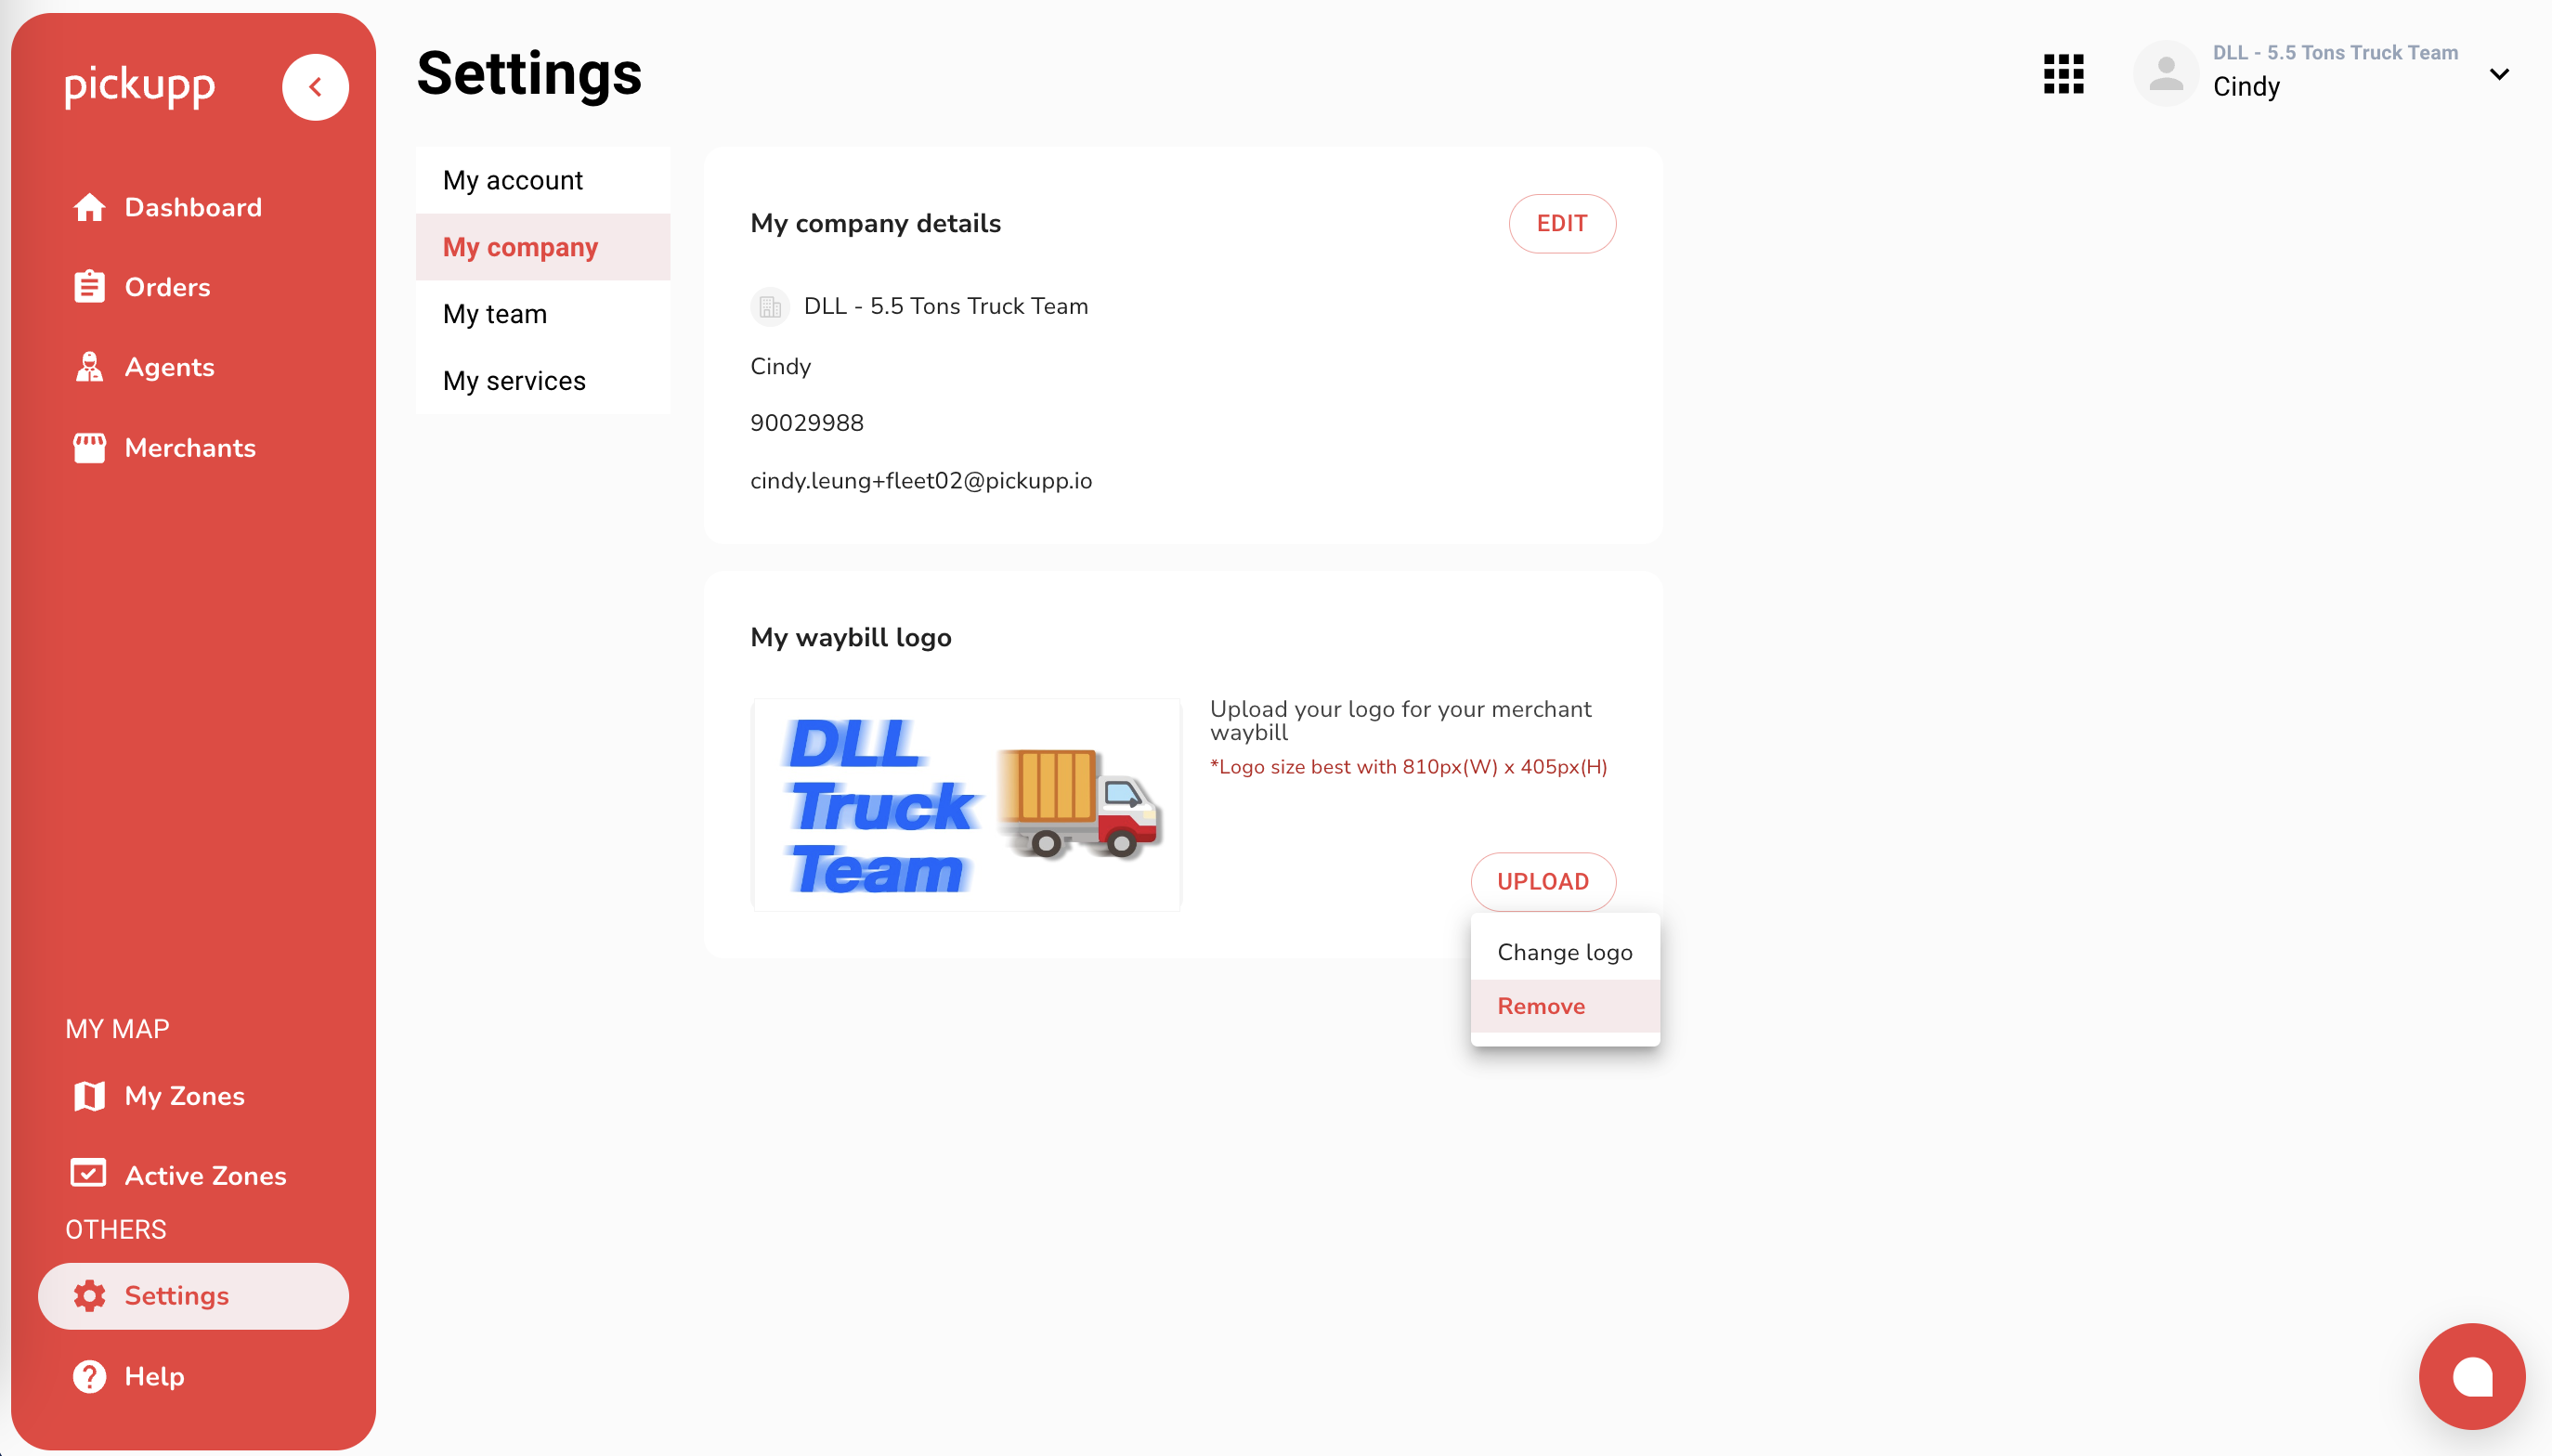 pickupp
Dashboard
Orders
Agents
Merchants
MY MAP
My Zones
Active Zones
OTHERS
Settings
Help
Settings
DLL - 5.5 Tons Truck Team
Cindy
My account
My company
My team
My services
My company details
EDIT
DLL - 5.5 Tons Truck Team
Cindy
90029988
cindy.leung+fleet02@pickupp.io
My waybill logo
DLL
Truck
Team
Upload your logo for your merchant
waybill
*Logo size best with 810px(W) x 405px(H)
UPLOAD
Change logo
Remove